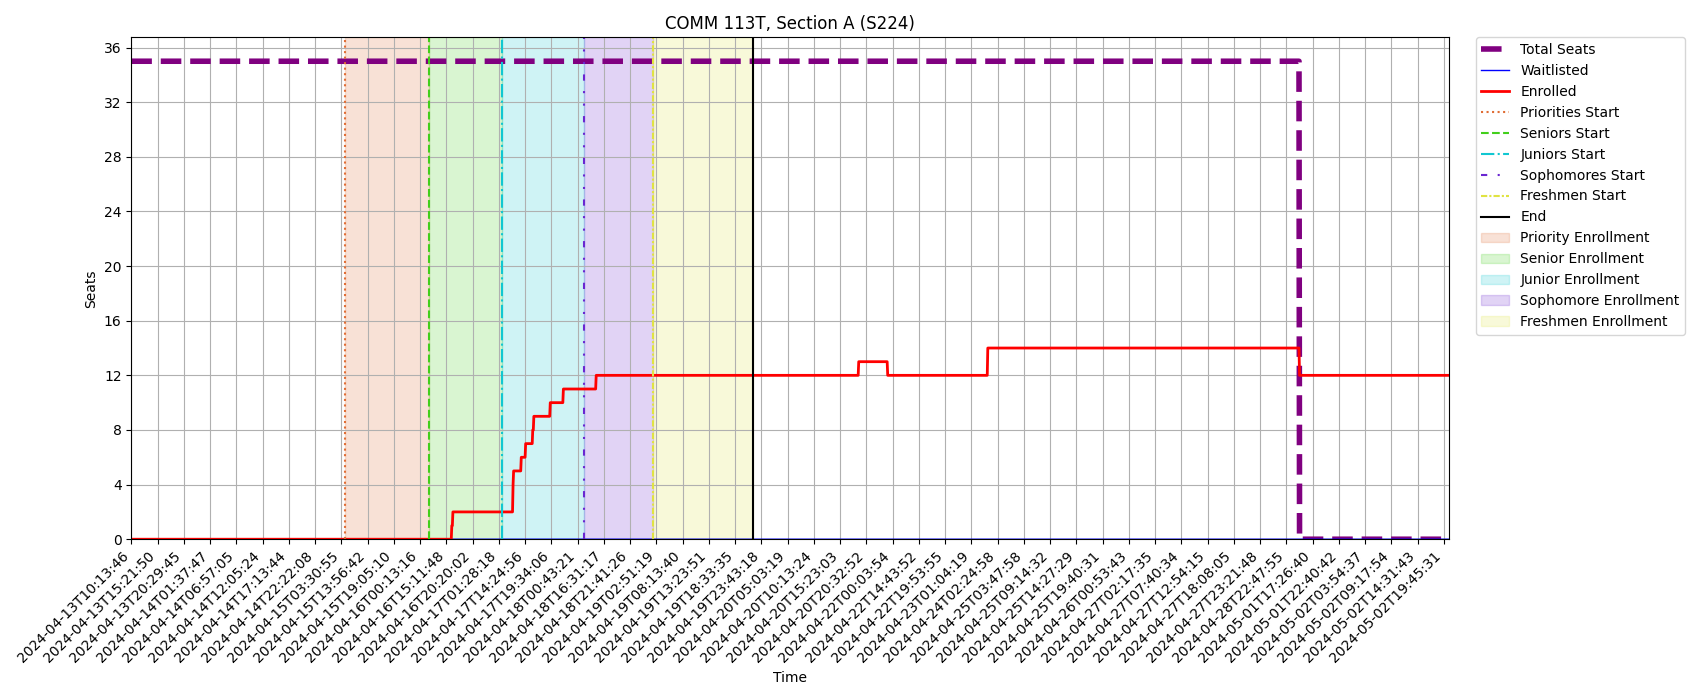 COMM 113T, Section A (S224)
Seats
36
32
28
24
20
16
12
8
4
0
2024-04-13T10:13:46
2024-04-13T15:21:50
2024-04-13T20:29:45
2024-04-14T01:37:47
2024-04-14T06:57:05
2024-04-14T12:05:24
2024-04-14T17:13:44
2024-04-14T22:22:08
2024-04-15T03:30:55
2024-04-15T13:56:42
2024-04-15T19:05:10
2024-04-16T00:13:16
2024-04-16T15:11:48
2024-04-16T20:20:02
2024-04-17T01:28:18
2024-04-17T14:24:56
2024-04-17T19:34:06
2024-04-18T00:43:21
2024-04-18T16:31:17
2024-04-18T21:41:26
2024-04-19T02:51:19
2024-04-19T08:13:40
2024-04-19T13:23:51
2024-04-19T18:33:35
2024-04-19T23:43:18
2024-04-20T05:03:19
2024-04-20T10:13:24
2024-04-20T15:23:03
2024-04-20T20:32:52
2024-04-22T00:03:54
2024-04-22T14:43:52
2024-04-22T19:53:55
2024-04-23T01:04:19
2024-04-24T02:24:58
2024-04-25T03:47:58
2024-04-25T09:14:32
2024-04-25T14:27:29
2024-04-25T19:40:31
2024-04-26T00:53:43
2024-04-27T02:17:35
2024-04-27T07:40:34
2024-04-27T12:54:15
2024-04-27T18:08:05
2024-04-27T23:21:48
2024-04-28T22:47:55
2024-05-01T17:26:40
2024-05-01T22:40:42
2024-05-02T03:54:37
2024-05-02T09:17:54
2024-05-02T14:31:43
2024-05-02T19:45:31
Time
Total Seats
Waitlisted
Enrolled
Priorities Start
Seniors Start
Juniors Start
Sophomores Start
Freshmen Start
End
Priority Enrollment
Senior Enrollment
Junior Enrollment
Sophomore Enrollment
Freshmen Enrollment